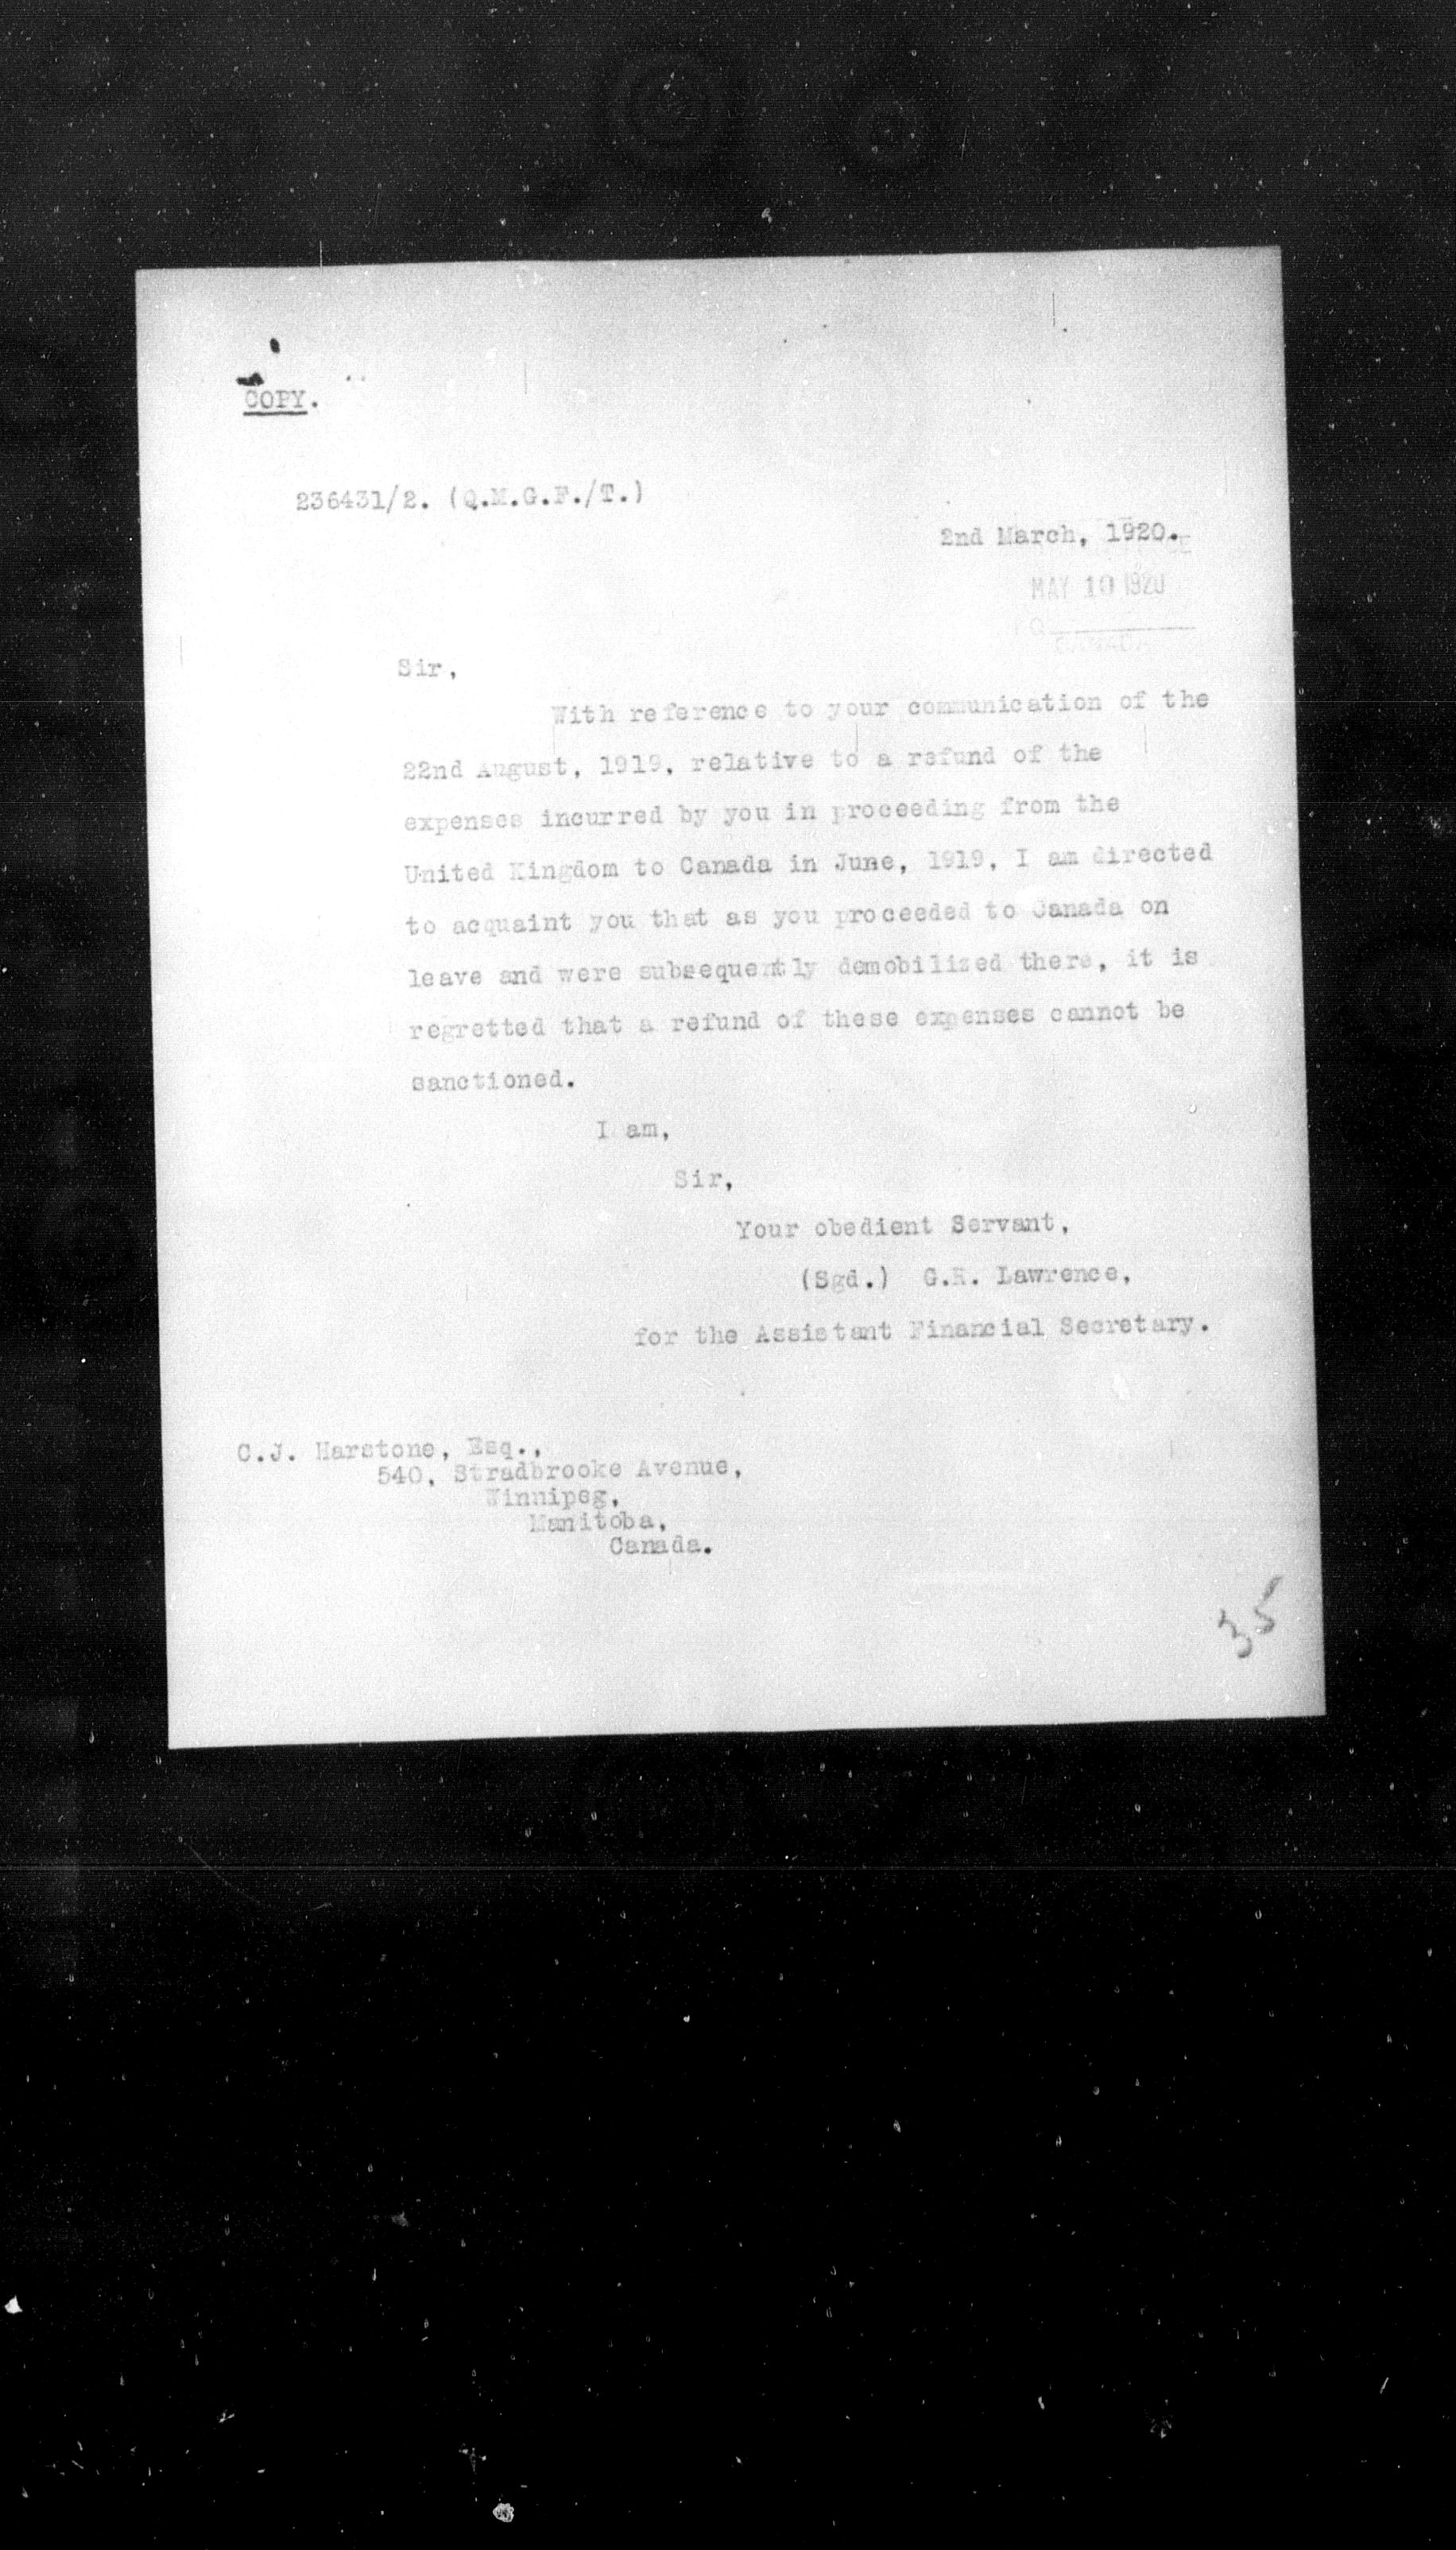 COPY.
236431/2. (Q.M.G.F./T.)
2nd March, 1920.
MAY 10 1920
CANADA
Sir,
With reference to your communication of the
22nd August, 1919, relative to a refund of the
expenses incurred by you in proceeding from the
United Kingdom to Canada in June, 1919, I am directed
to acquaint you that as you proceeded to Canada on
leave and were subsequently demobilized there, it is
regretted that a refund of these expenses cannot be
sanctioned.
I am,
Sir,
Your obedient Servant,
(Sgd.) Lawrence,
for the Assistant Financial Secretary.
C.J. Harstone, Esq.,
540, Stradbrooke Avenue,
Winnipeg,
Manitoba,
Canada.
35